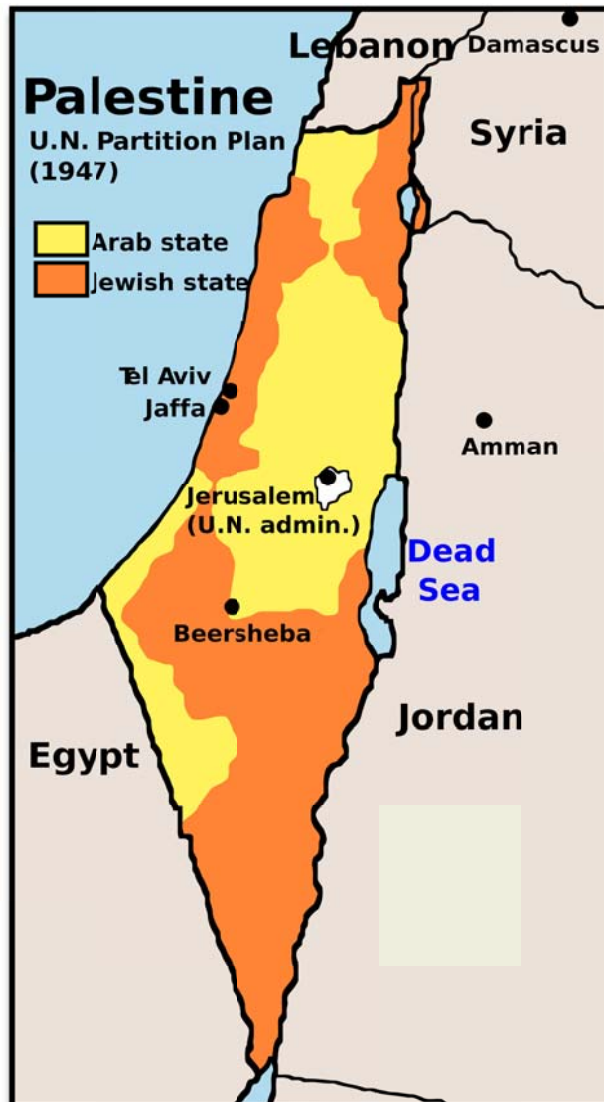 Lebanon
Damascus
Palestine
U.N. Partition Plan
(1947)
Syria
Arab state
Jewish state
Tel Aviv
Jaffa
Amman
Jerusalem
(U.N. admin.)
Dead
Sea
Beersheba
Jordan
Egypt